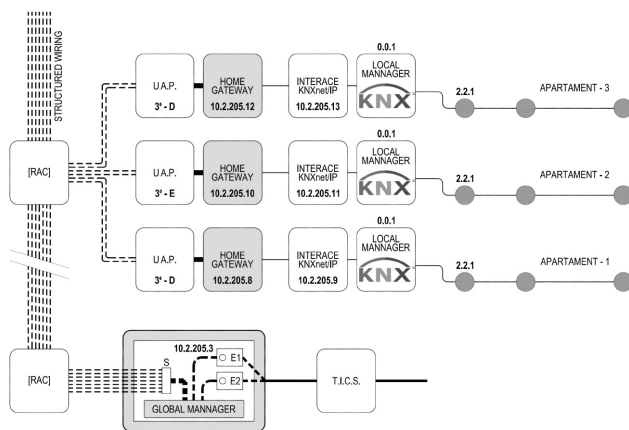 STRUCTURED WIRING
0.0.1
U.A.P.
3ª - D
HOME
GATEWAY
10.2.205.12
INTERACE
KNXnet/IP
10.2.205.13
LOCAL
MANAGER
KNX
2.2.1
APARTAMENT - 3
[RAC]
0.0.1
U.A.P.
3ª - E
HOME
GATEWAY
10.2.205.10
INTERACE
KNXnet/IP
10.2.205.11
LOCAL
MANAGER
KNX
2.2.1
APARTAMENT - 2
0.0.1
U.A.P.
3ª - D
HOME
GATEWAY
10.2.205.8
INTERACE
KNXnet/IP
10.2.205.9
LOCAL
MANAGER
KNX
2.2.1
APARTAMENT - 1
[RAC]
10.2.205.3
S
E1
E2
GLOBAL MANNAGER
T.I.C.S.